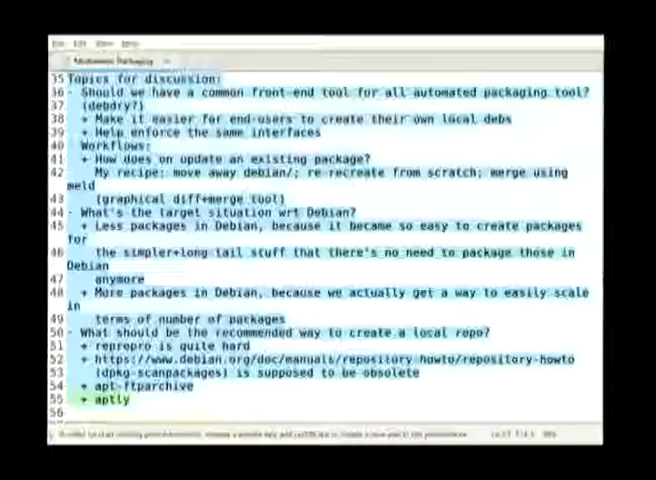 35 Topics for discussion:
36 - Should we have a common front-end tool for all automated packaging tool?
37 (debdry?)
38 + Make it easier for end-users to create their own local debs
39 + Help enforce the same interfaces
40 Workflows:
41 + How does on update an existing package?
42 My recipe: move away debian/; re-recreate from scratch; merge using
meld
43 (graphical diff+merge tool)
44 - What's the target situation wrt Debian?
45 + Less packages in Debian, because it became so easy to create packages
for
46 the simpler+long tail stuff that there's no need to package those in
Debian
47 anymore
48 + More packages in Debian, because we actually get a way to easily scale
in
49 terms of number of packages
50 - What should be the recommended way to create a local repo?
51 + reprepro is quite hard
52 + https://www.debian.org/doc/manuals/repository-howto/repository-howto
53 (dpkg-scanpackages) is supposed to be obsolete
54 + apt-ftparchive
55 + aptly
56